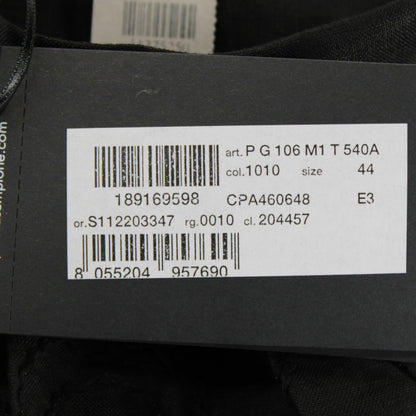 art. P G 106 M1 T 540A
col. 1010 size 44
189169598 CPA460648 E3
or. S112203347 rg. 0010 cl. 204457
8 055204 957690